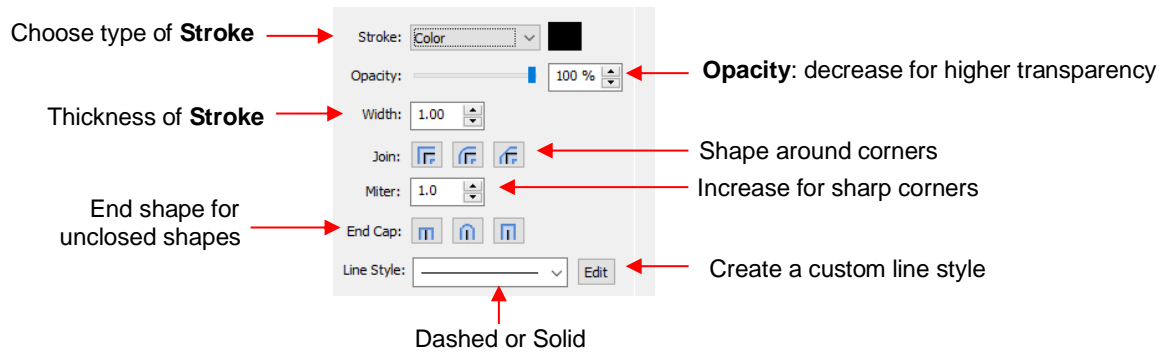 Choose type of Stroke
Stroke: Color
Opacity: 100 %
Opacity: decrease for higher transparency
Thickness of Stroke
Width: 1.00
Join:
Shape around corners
Miter: 1.0
Increase for sharp corners
End shape for
unclosed shapes
End Cap:
Line Style: Edit
Create a custom line style
Dashed or Solid